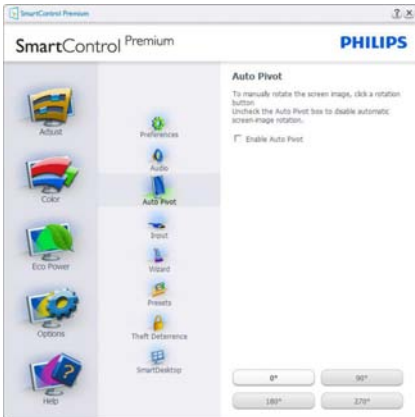 SmartControl Premium
SmartControl Premium
PHILIPS
Adjust
Color
Eco Power
Options
Help
Preferences
Audio
Auto Pivot
Input
Wizard
Presets
Theft Deterrence
SmartDesktop
Auto Pivot
To manually rotate the screen image, click a rotation
button
Uncheck the Auto Pivot box to disable automatic
screen-image rotation.
Enable Auto Pivot
0°
90°
180°
270°